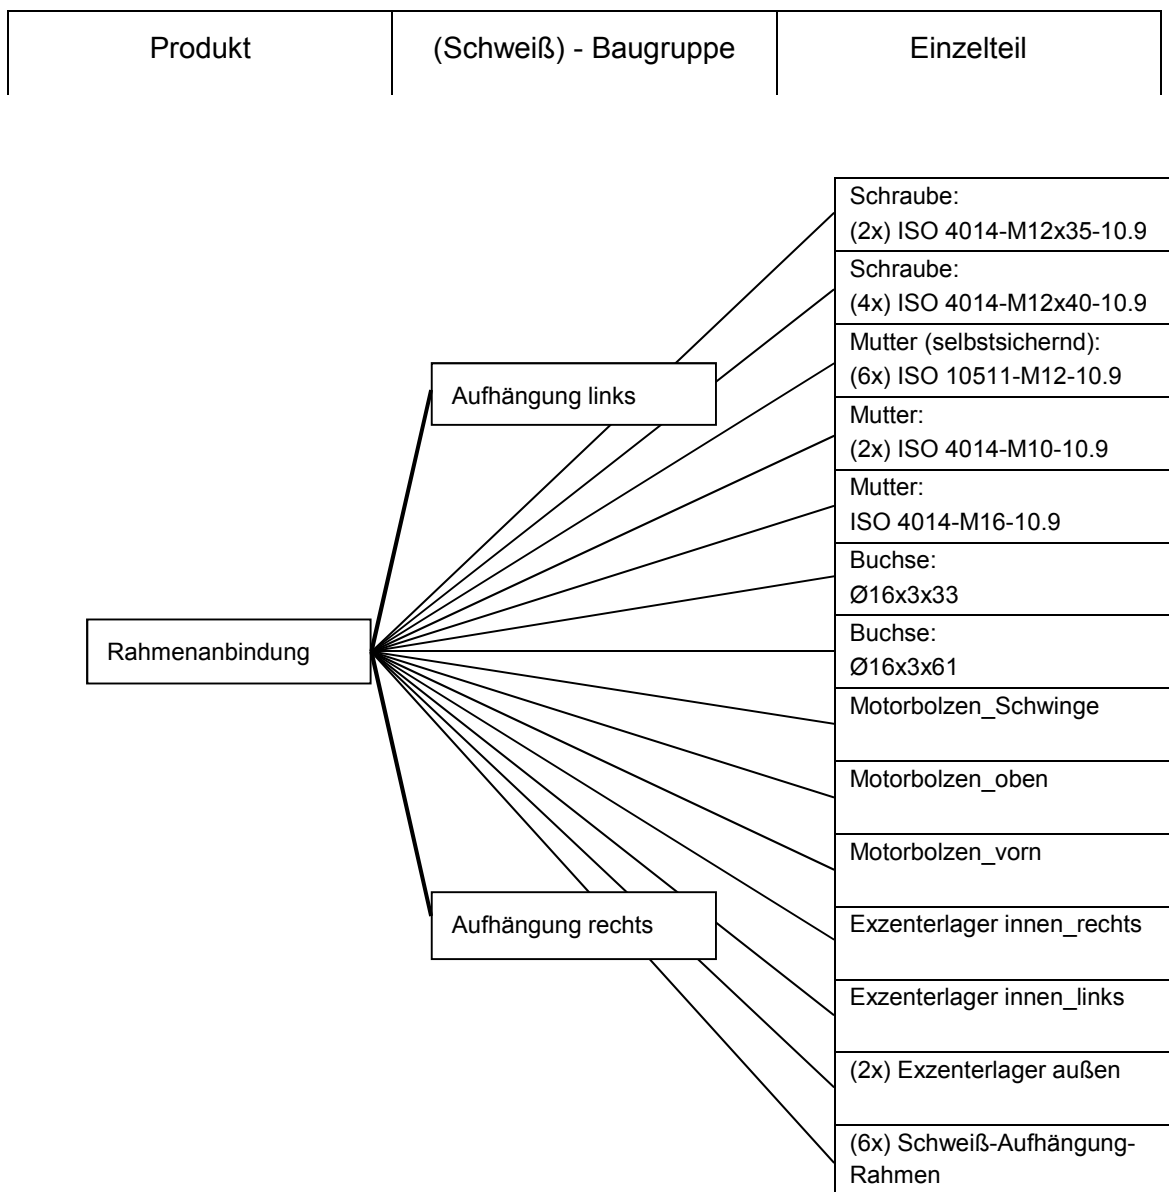 Produkt
(Schweiß) - Baugruppe
Einzelteil
Schraube:
(2x) ISO 4014-M12x35-10.9
Schraube:
(4x) ISO 4014-M12x40-10.9
Mutter (selbstsichernd):
(6x) ISO 10511-M12-10.9
Mutter:
(2x) ISO 4014-M10-10.9
Mutter:
ISO 4014-M16-10.9
Buchse:
Ø16x3x33
Buchse:
Ø16x3x61
Motorbolzen_Schwinge
Motorbolzen_oben
Motorbolzen_vorn
Exzenterlager innen_rechts
Exzenterlager innen_links
(2x) Exzenterlager außen
(6x) Schweiß-Aufhängung-
Rahmen
Aufhängung links
Rahmenanbindung
Aufhängung rechts